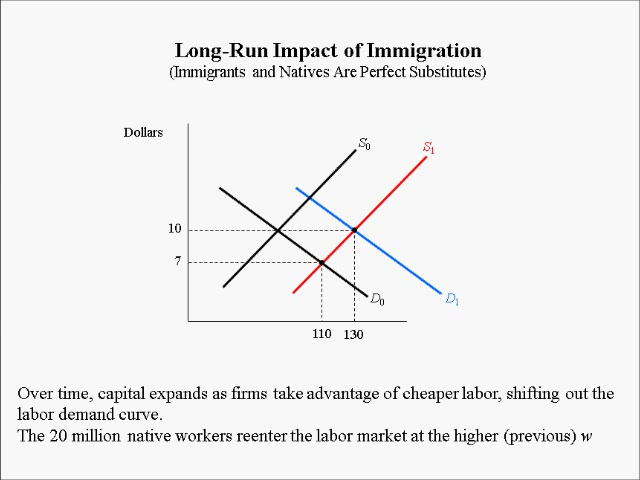 Long-Run Impact of Immigration
(Immigrants and Natives Are Perfect Substitutes)
Dollars
S0
S1
10
7
D0
D1
110 130
Over time, capital expands as firms take advantage of cheaper labor, shifting out the
labor demand curve.
The 20 million native workers reenter the labor market at the higher (previous) w